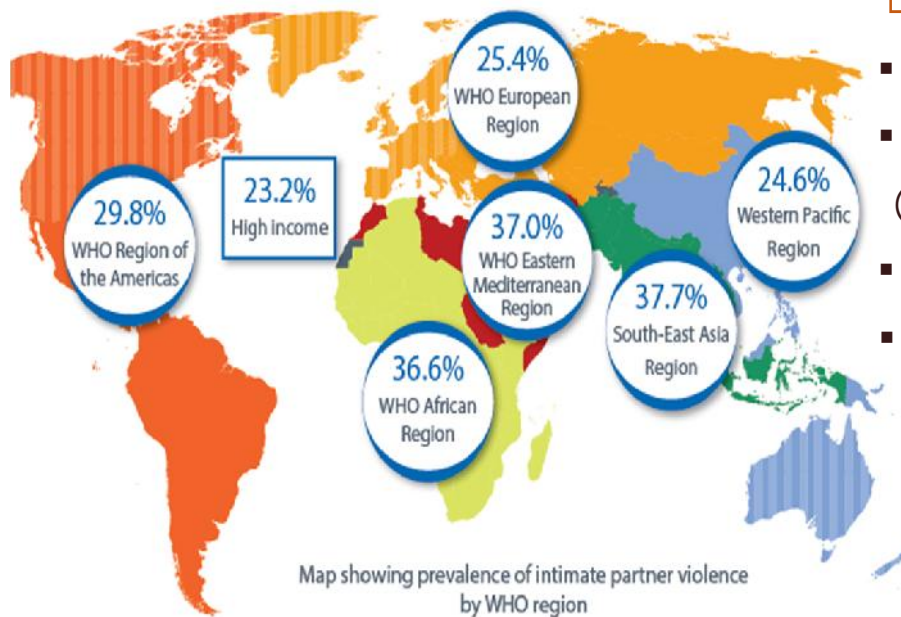 25.4%
WHO European
Region
29.8%
WHO Region of
the Americas
23.2%
High income
37.0%
WHO Eastern
Mediterranean
Region
24.6%
Western Pacific
Region
37.7%
South-East Asia
Region
36.6%
WHO African
Region
Map showing prevalence of intimate partner violence
by WHO region